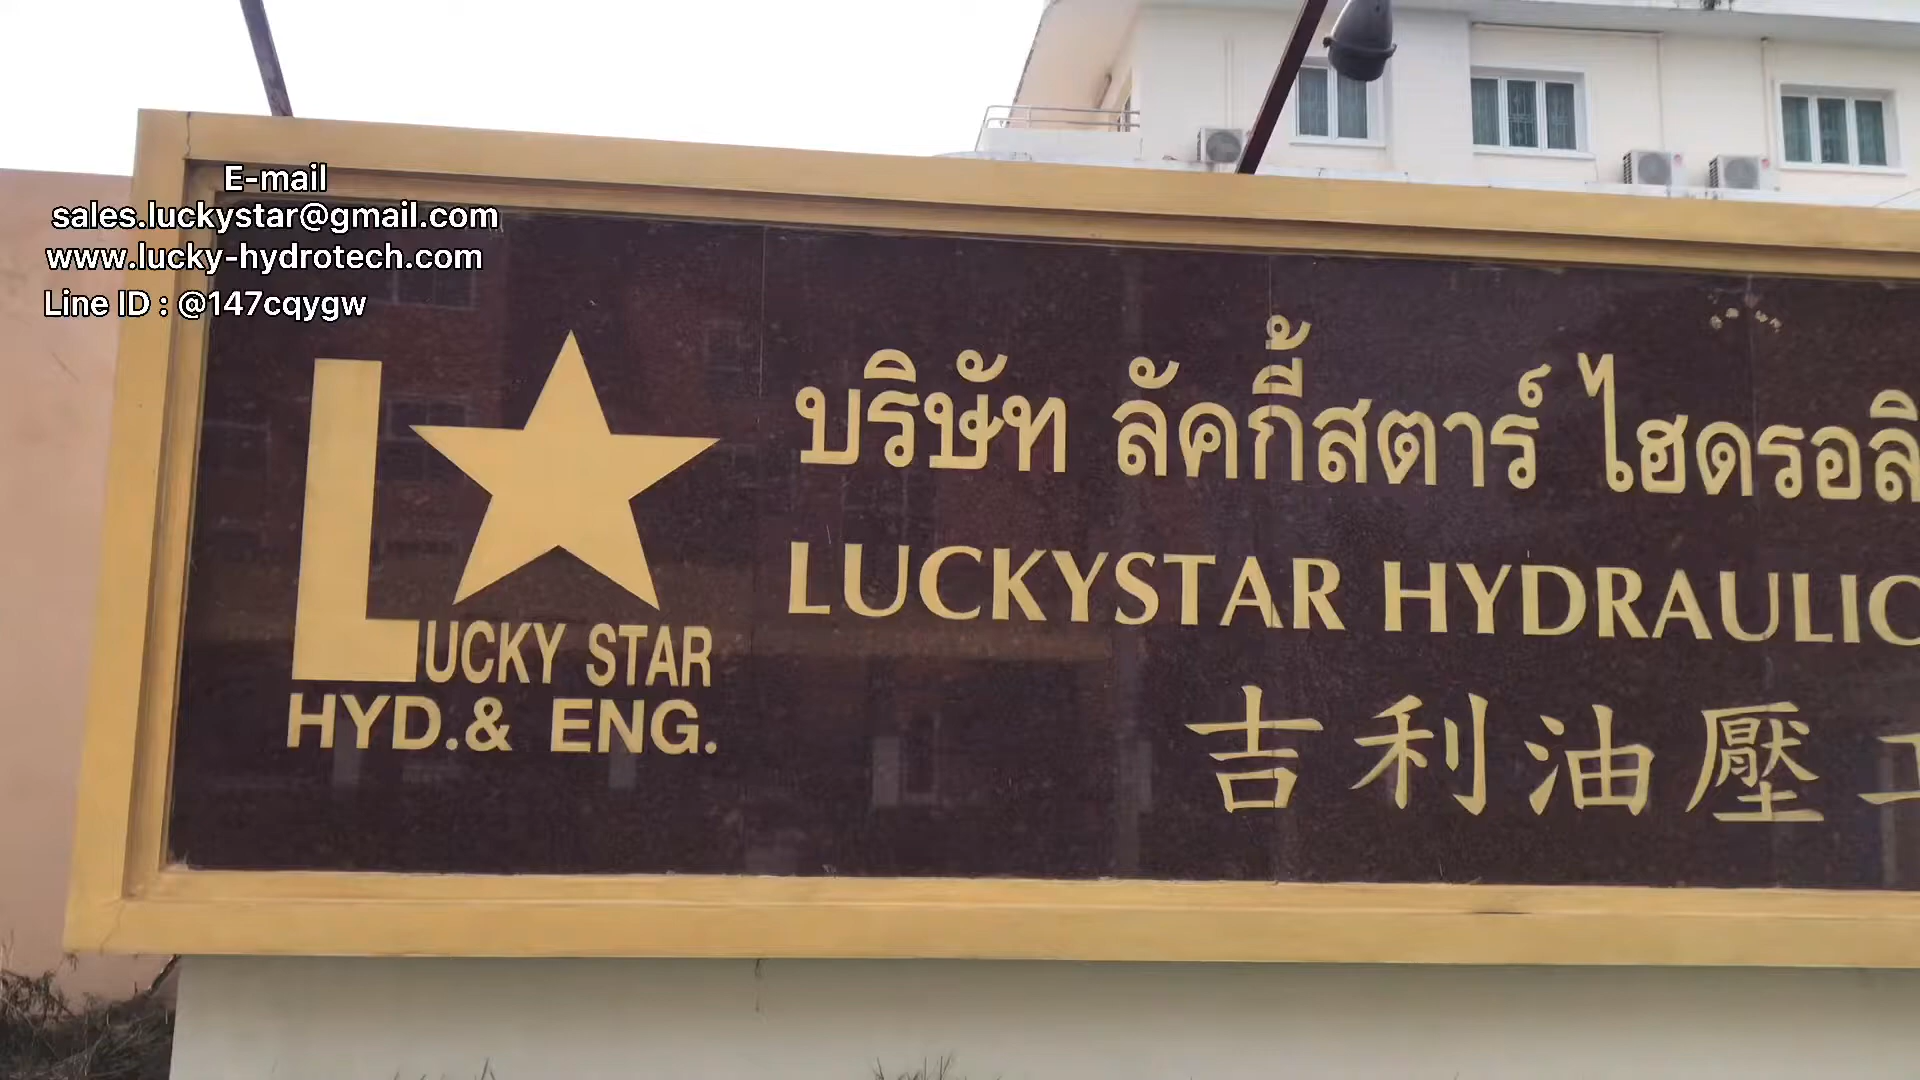 E-mail
sales.luckystar@gmail.com
www.lucky-hydrotech.com
Line ID : @147cqygw
LUCKY STAR
HYD.& ENG.
บริษัท ลัคกี้สตาร์ ไฮดรอลิ
LUCKYSTAR HYDRAULIC
吉利油壓